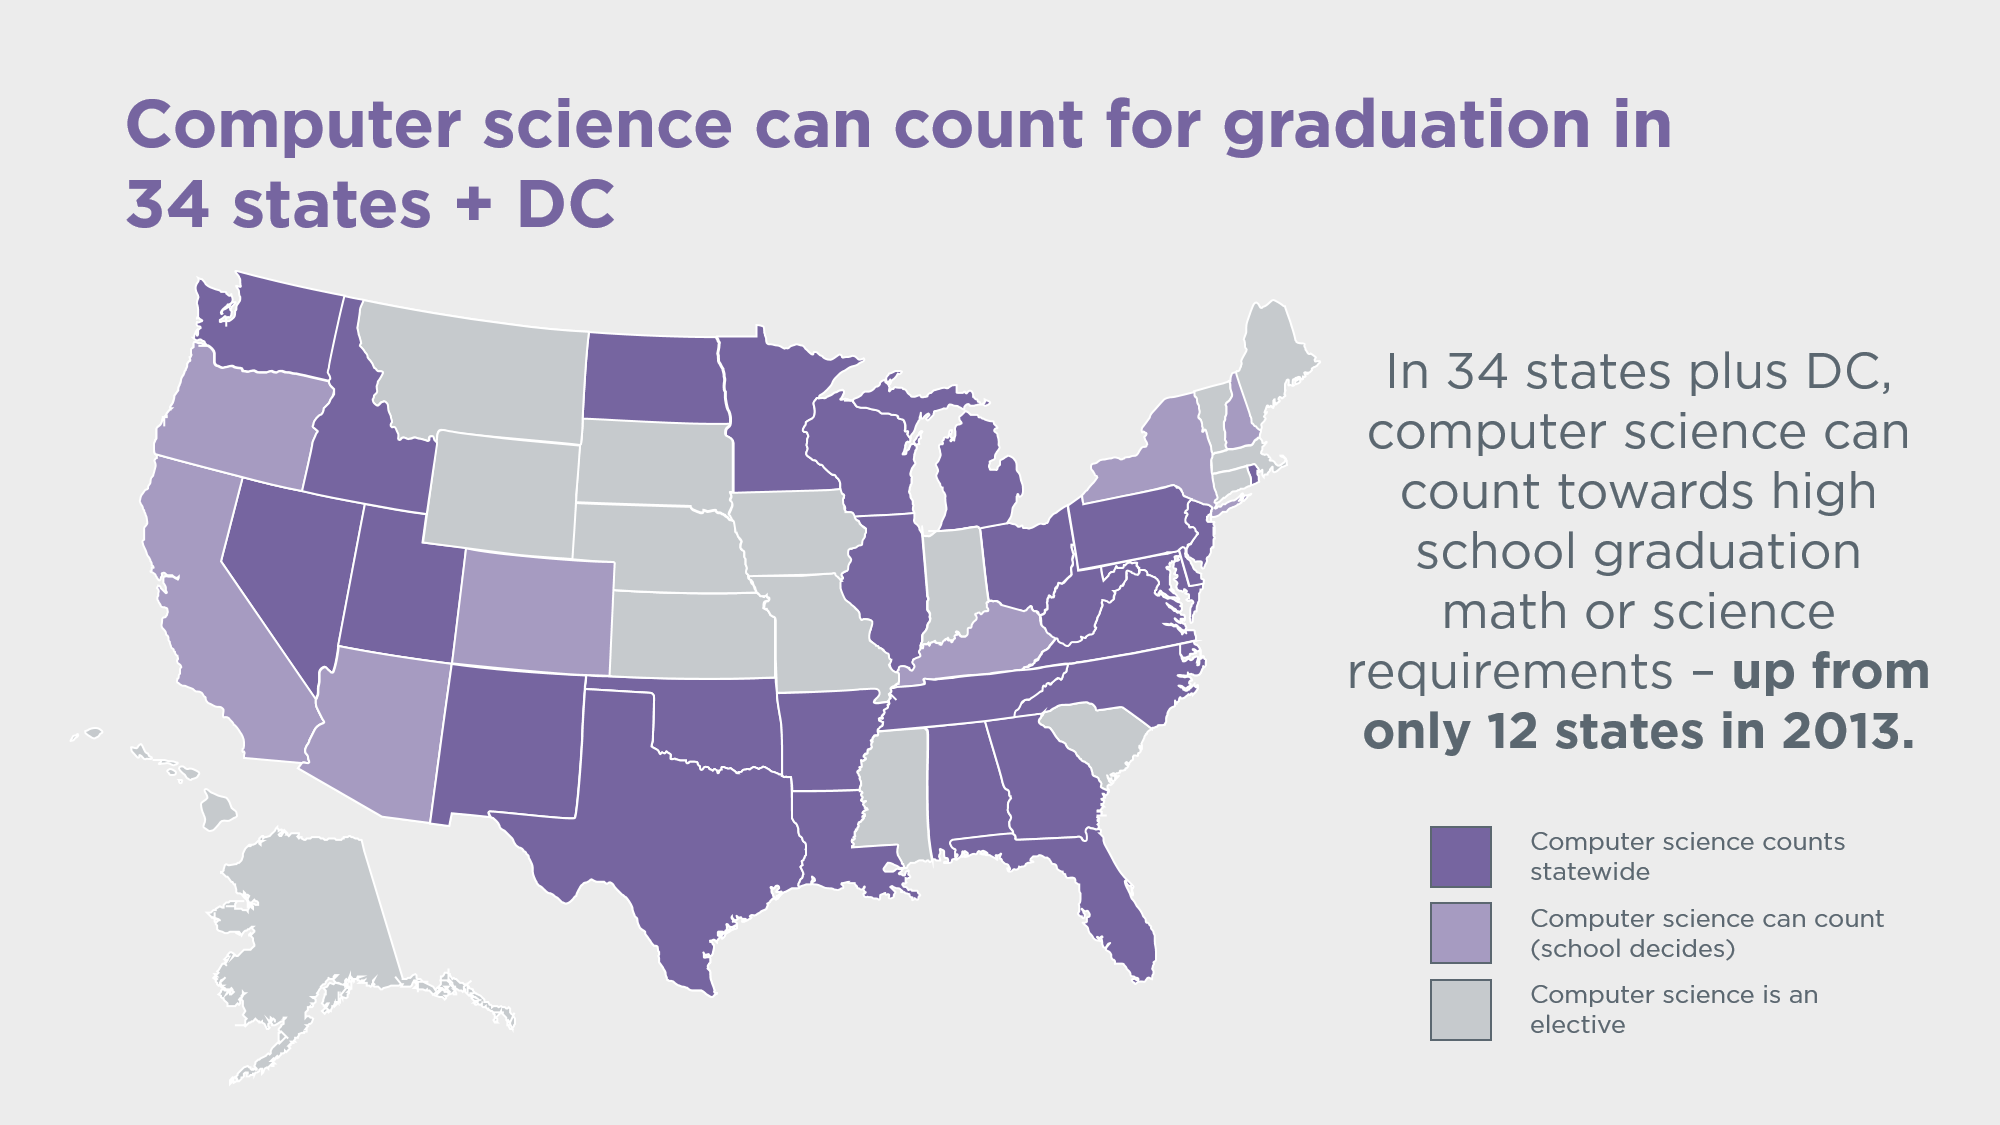 Computer science can count for graduation in
34 states + DC
In 34 states plus DC,
computer science can
count towards high
school graduation
math or science
requirements – up from
only 12 states in 2013.
Computer science counts
statewide
Computer science can count
(school decides)
Computer science is an
elective